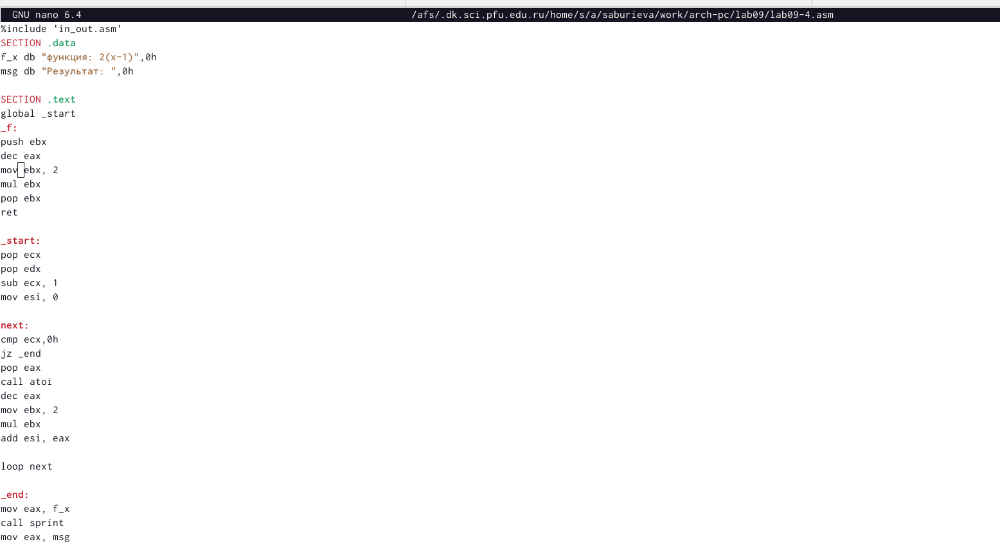 GNU nano 6.4 /afs/.dk.sci.pfu.edu.ru/home/s/a/saburieva/work/arch-pc/lab09/lab09-4.asm
%include 'in_out.asm'
SECTION .data
f_x db "функция: 2(x-1)",0h
msg db "Результат: ",0h
SECTION .text
global _start
_f:
push ebx
dec eax
mov ebx, 2
mul ebx
pop ebx
ret
_start:
pop ecx
pop edx
sub ecx, 1
mov esi, 0
next:
cmp ecx,0h
jz _end
pop eax
call atoi
dec eax
mov ebx, 2
mul ebx
add esi, eax
loop next
_end:
mov eax, f_x
call sprint
mov eax, msg